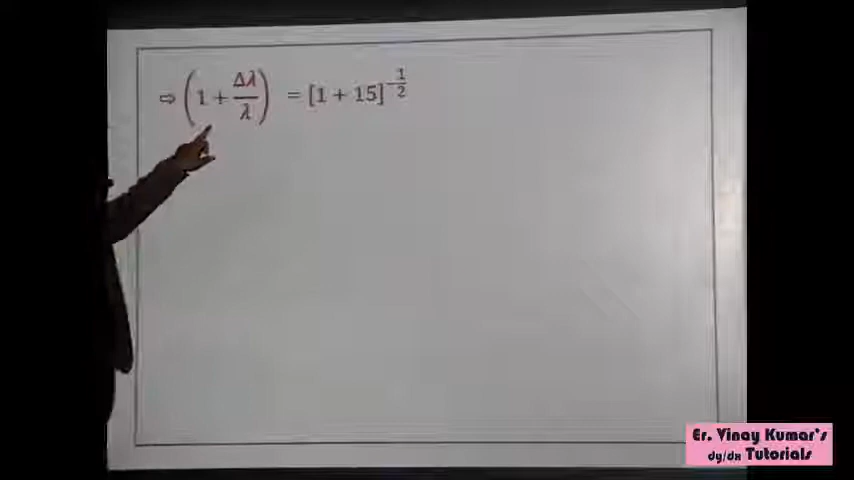 ⇒ (1 + Δλ/λ) = [1 + 15]^(-1/2)
Er. Vinay Kumar's
dy/dx Tutorials